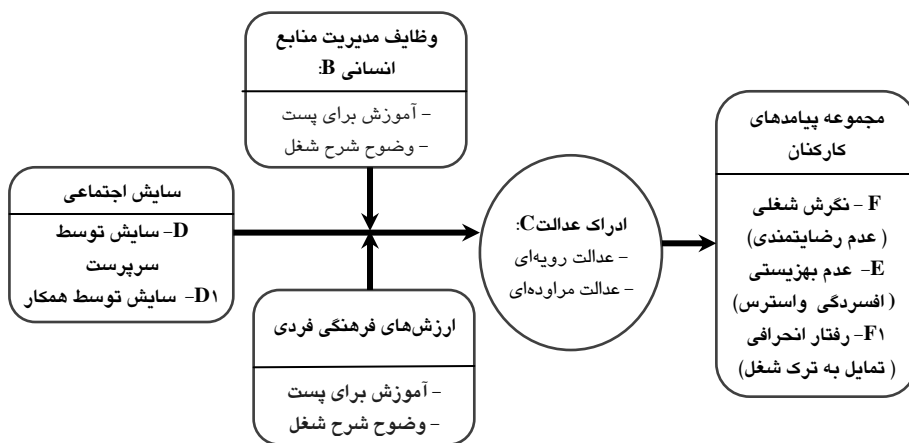 وظایف مدیریت منابع
انسانی B:
– آموزش برای پست
– وضوح شرح شغل
مجموعه پیامدهای
کارکنان
F – نگرش شغلی
(عدم رضایتمندی)
E– عدم بهزیستی
(افسردگی واسترس)
F۱– رفتار انحرافی
(تمایل به ترک شغل)
سایش اجتماعی
D– سایش توسط
سرپرست
D۱– سایش توسط همکار
ادراک عدالتC:
– عدالت رویه‌ای
– عدالت مراوده‌ای
ارزش‌های فرهنگی فردی
– آموزش برای پست
– وضوح شرح شغل